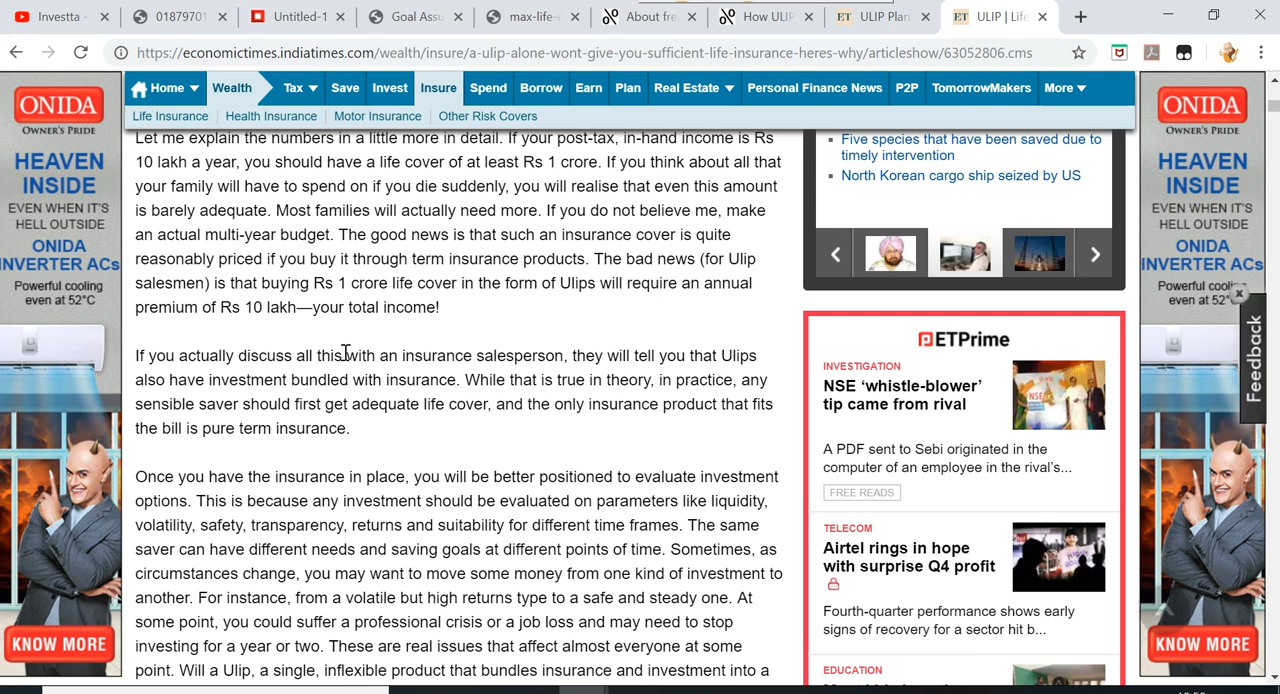 Investta
01879701
Untitled-1
Goal Assu
max-life-c
About fre
How ULIP
ET ULIP Plan
ET ULIP | Life
https://economictimes.indiatimes.com/wealth/insure/a-ulip-alone-wont-give-you-sufficient-life-insurance-heres-why/articleshow/63052806.cms
Home Wealth Tax Save Invest Insure Spend Borrow Earn Plan Real Estate Personal Finance News P2P TomorrowMakers More
Life Insurance Health Insurance Motor Insurance Other Risk Covers
Let me explain the numbers in a little more in detail. If your post-tax, in-hand income is Rs
10 lakh a year, you should have a life cover of at least Rs 1 crore. If you think about all that
your family will have to spend on if you die suddenly, you will realise that even this amount
is barely adequate. Most families will actually need more. If you do not believe me, make
an actual multi-year budget. The good news is that such an insurance cover is quite
reasonably priced if you buy it through term insurance products. The bad news (for Ulip
salesmen) is that buying Rs 1 crore life cover in the form of Ulips will require an annual
premium of Rs 10 lakh—your total income!
If you actually discuss all this with an insurance salesperson, they will tell you that Ulips
also have investment bundled with insurance. While that is true in theory, in practice, any
sensible saver should first get adequate life cover, and the only insurance product that fits
the bill is pure term insurance.
Once you have the insurance in place, you will be better positioned to evaluate investment
options. This is because any investment should be evaluated on parameters like liquidity,
volatility, safety, transparency, returns and suitability for different time frames. The same
saver can have different needs and saving goals at different points of time. Sometimes, as
circumstances change, you may want to move some money from one kind of investment to
another. For instance, from a volatile but high returns type to a safe and steady one. At
some point, you could suffer a professional crisis or a job loss and may need to stop
investing for a year or two. These are real issues that affect almost everyone at some
point. Will a Ulip, a single, inflexible product that bundles insurance and investment into a
Five species that have been saved due to
timely intervention
North Korean cargo ship seized by US
ETPrime
INVESTIGATION
NSE ‘whistle-blower’
tip came from rival
A PDF sent to Sebi originated in the
computer of an employee in the rival’s...
FREE READS
TELECOM
Airtel rings in hope
with surprise Q4 profit
Fourth-quarter performance shows early
signs of recovery for a sector hit b...
EDUCATION
Feedback
ONIDA
OWNER'S PRIDE
HEAVEN
INSIDE
EVEN WHEN IT'S
HELL OUTSIDE
ONIDA
INVERTER ACs
Powerful cooling
even at 52°C
KNOW MORE
ONIDA
OWNER'S PRIDE
HEAVEN
INSIDE
EVEN WHEN IT'S
HELL OUTSIDE
ONIDA
INVERTER ACs
Powerful cooling
even at 52°
KNOW MORE